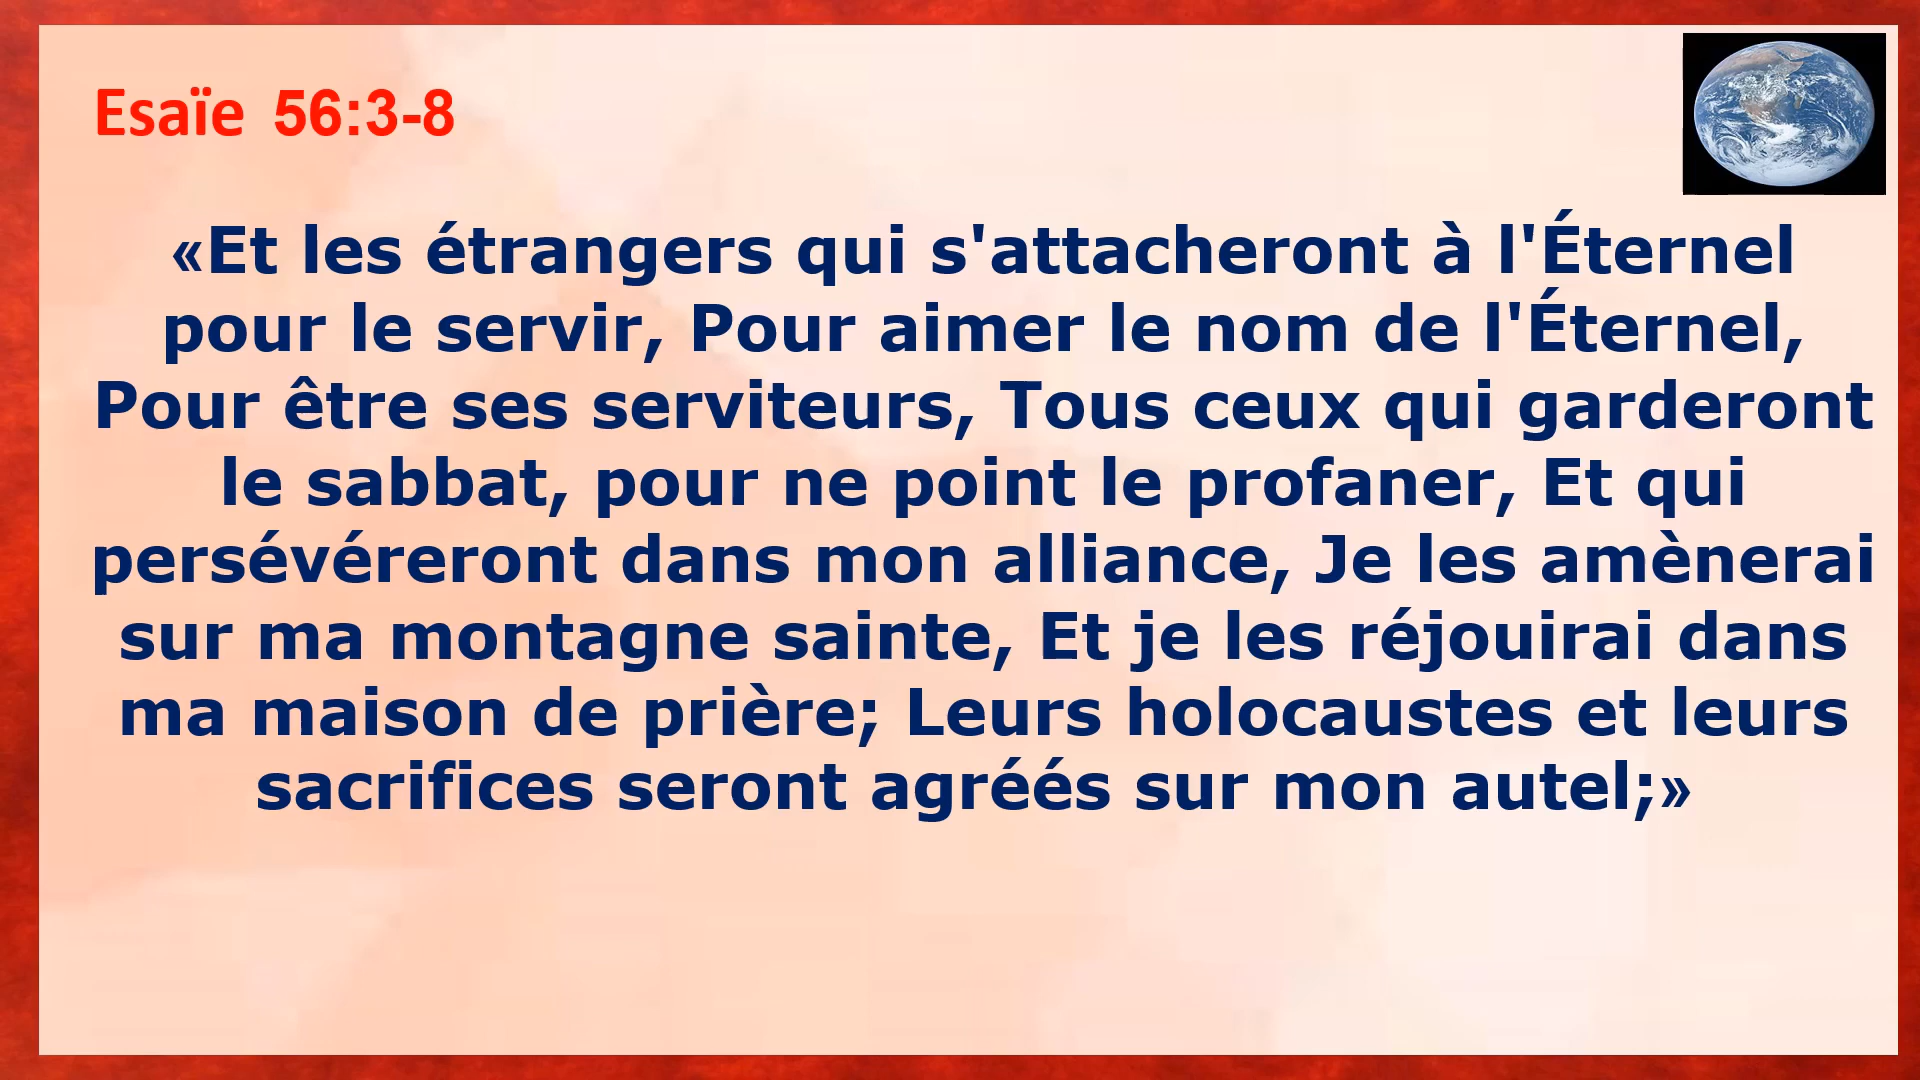 Esaïe 56:3-8
«Et les étrangers qui s'attacheront à l'Éternel
pour le servir, Pour aimer le nom de l'Éternel,
Pour être ses serviteurs, Tous ceux qui garderont
le sabbat, pour ne point le profaner, Et qui
persévéreront dans mon alliance, Je les amènerai
sur ma montagne sainte, Et je les réjouirai dans
ma maison de prière; Leurs holocaustes et leurs
sacrifices seront agréés sur mon autel;»